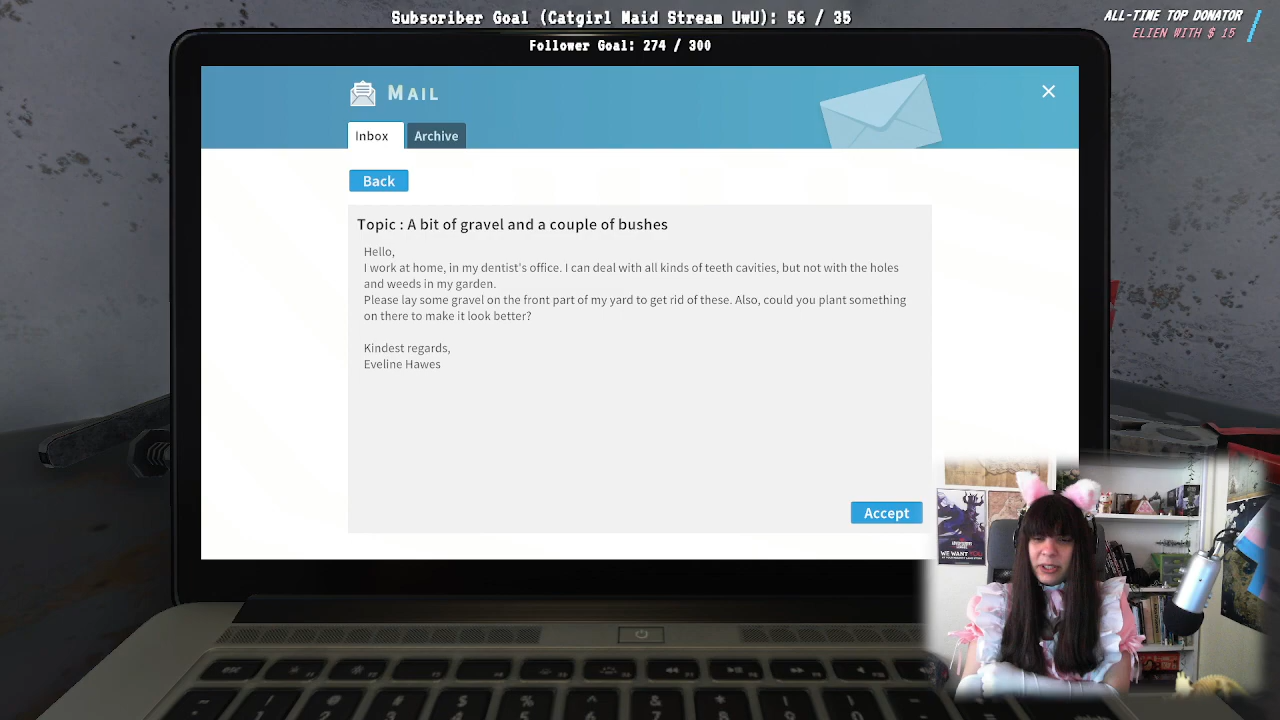 Subscriber Goal (Catgirl Maid Stream UwU): 56 / 35
ALL-TIME TOP DONATOR
ELIEN WITH $ 15
Follower Goal: 274 / 300
MAIL
Inbox
Archive
Back
Topic : A bit of gravel and a couple of bushes
Hello,
I work at home, in my dentist's office. I can deal with all kinds of teeth cavities, but not with the holes
and weeds in my garden.
Please lay some gravel on the front part of my yard to get rid of these. Also, could you plant something
on there to make it look better?
Kindest regards,
Eveline Hawes
Accept
WE WANT YOU